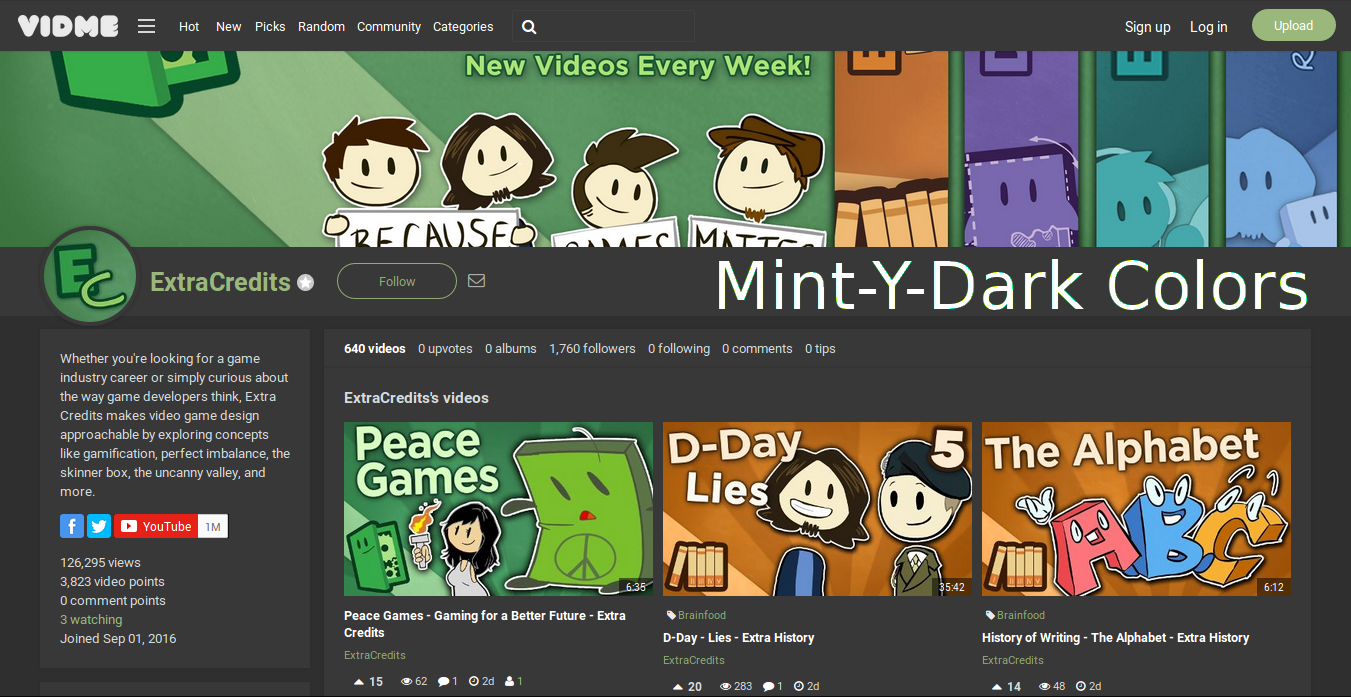 VIDME
Hot New Picks Random Community Categories
Sign up Log in Upload
New Videos Every Week!
BECAUSE GAMES MATTER
EC
ExtraCredits
Follow
Mint-Y-Dark Colors
Whether you're looking for a game
industry career or simply curious about
the way game developers think, Extra
Credits makes video game design
approachable by exploring concepts
like gamification, perfect imbalance, the
skinner box, the uncanny valley, and
more.
YouTube 1M
126,295 views
3,823 video points
0 comment points
3 watching
Joined Sep 01, 2016
640 videos 0 upvotes 0 albums 1,760 followers 0 following 0 comments 0 tips
ExtraCredits's videos
Peace
Games
6:35
Peace Games - Gaming for a Better Future - Extra
Credits
ExtraCredits
15 62 1 2d 1
D-Day
Lies
5
35:42
Brainfood
D-Day - Lies - Extra History
ExtraCredits
20 283 1 2d
The Alphabet
ABC
6:12
Brainfood
History of Writing - The Alphabet - Extra History
ExtraCredits
14 48 2d